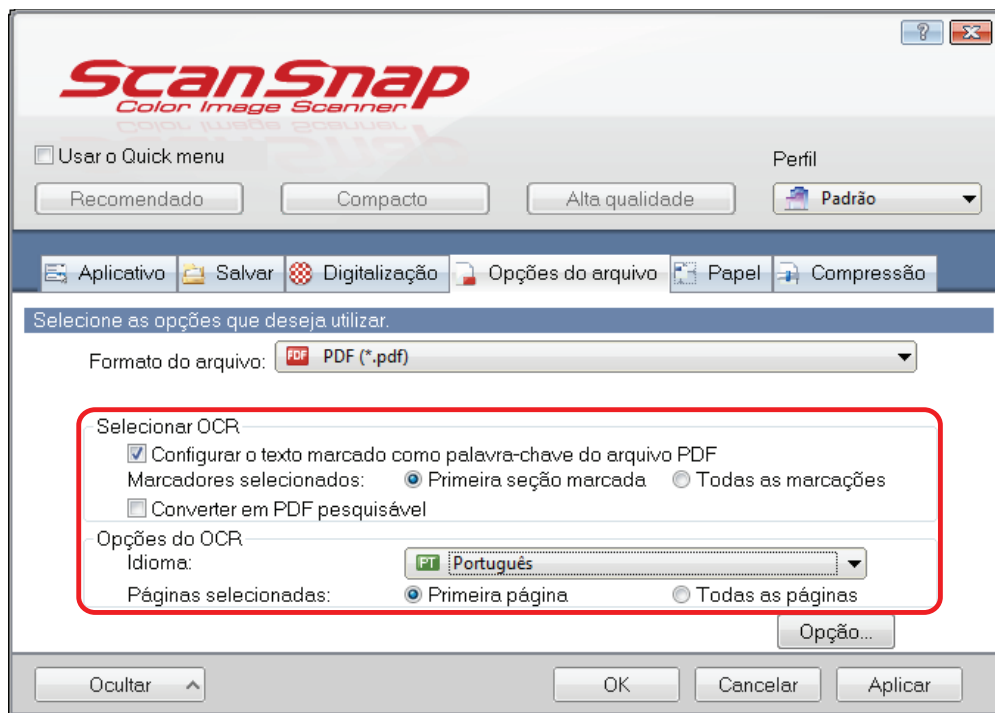 ?
ScanSnap
Color Image Scanner
Usar o Quick menu
Perfil
Recomendado Compacto Alta qualidade Padrão
Aplicativo Salvar Digitalização Opções do arquivo Papel Compressão
Selecione as opções que deseja utilizar.
Formato do arquivo: PDF PDF (*.pdf)
Selecionar OCR
Configurar o texto marcado como palavra-chave do arquivo PDF
Marcadores selecionados: Primeira seção marcada Todas as marcações
Converter em PDF pesquisável
Opções do OCR
Idioma: PT Português
Páginas selecionadas: Primeira página Todas as páginas
Opção...
Ocultar OK Cancelar Aplicar